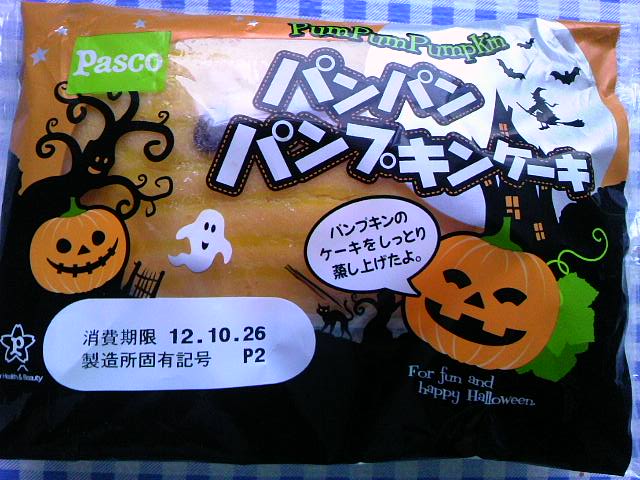 PumPumPumpkin
Pasco
パンパン
パンプキンケーキ
パンプキンの
ケーキをしっとり
蒸し上げたよ。
消費期限 12.10.26
製造所固有記号 P2
Health & Beauty
For fun and
happy Halloween.